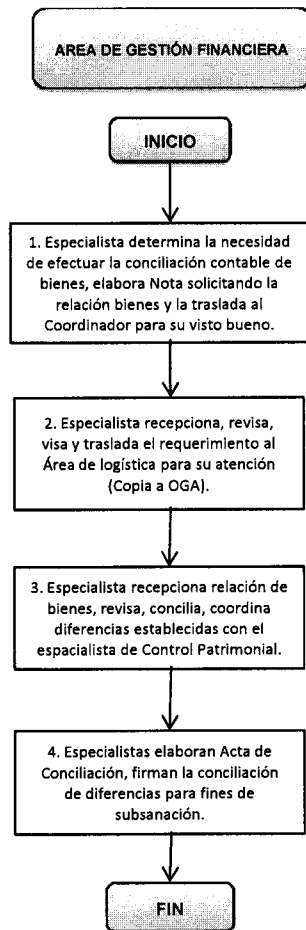 AREA DE GESTIÓN FINANCIERA
INICIO
1. Especialista determina la necesidad
de efectuar la conciliación contable de
bienes, elabora Nota solicitando la
relación bienes y la traslada al
Coordinador para su visto bueno.
2. Especialista recepciona, revisa,
visa y traslada el requerimiento al
Área de logística para su atención
(Copia a OGA).
3. Especialista recepciona relación de
bienes, revisa, concilia, coordina
diferencias establecidas con el
espacialista de Control Patrimonial.
4. Especialistas elaboran Acta de
Conciliación, firman la conciliación
de diferencias para fines de
subsanación.
FIN